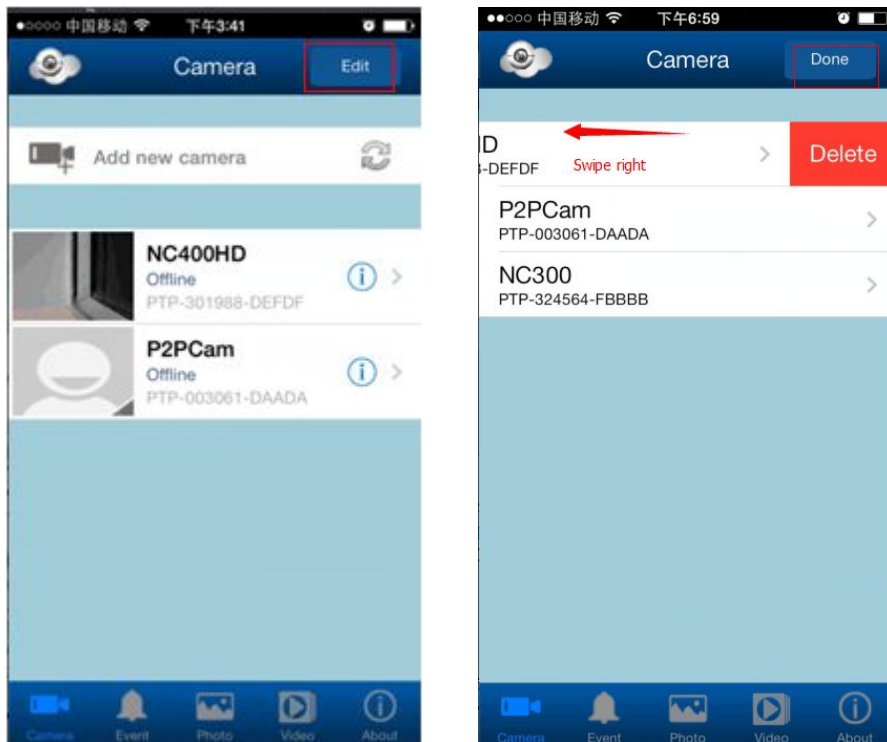 中国移动 下午3:41
Camera Edit
Add new camera
NC400HD
Offline
PTP-301988-DEFDF
P2PCam
Offline
PTP-003061-DAADA
Camera Event Photo Video About
中国移动 下午6:59
Camera Done
HD
-DEFDF
Swipe right
Delete
P2PCam
PTP-003061-DAADA
NC300
PTP-324564-FBBBB
Camera Event Photo Video About